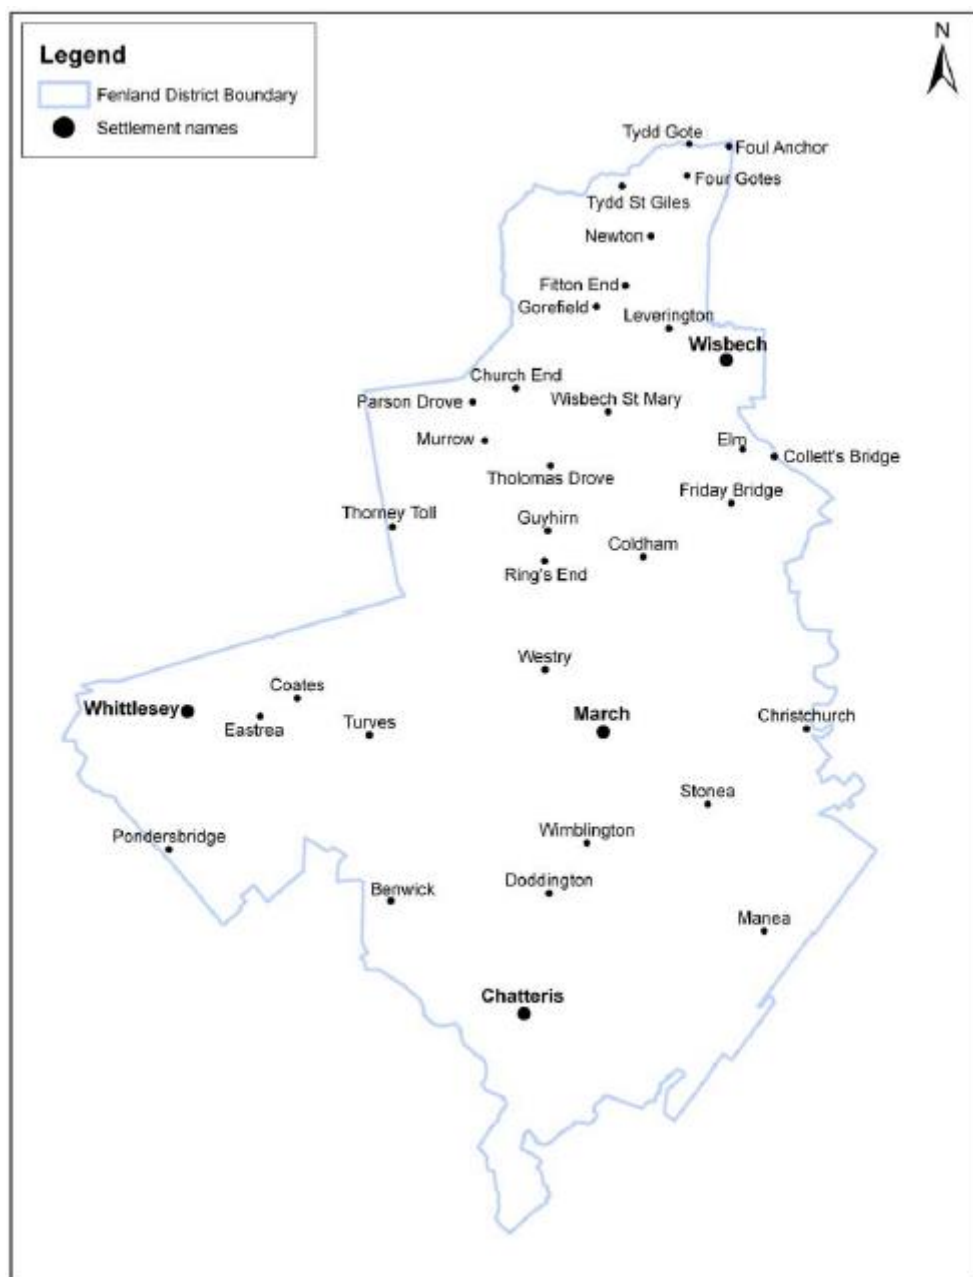 Legend
Fenland District Boundary
Settlement names
N
Tydd Gote
Foul Anchor
Four Gotes
Tydd St Giles
Newton
Fitton End
Gorefield
Leverington
Wisbech
Church End
Parson Drove
Wisbech St Mary
Murrow
Elm
Collett's Bridge
Tholomas Drove
Friday Bridge
Thorney Toll
Guyhirn
Coldham
Ring's End
Westry
Coates
Whittlesey
Eastrea
Turves
March
Christchurch
Stonea
Pondersbridge
Wimblington
Benwick
Doddington
Manea
Chatteris